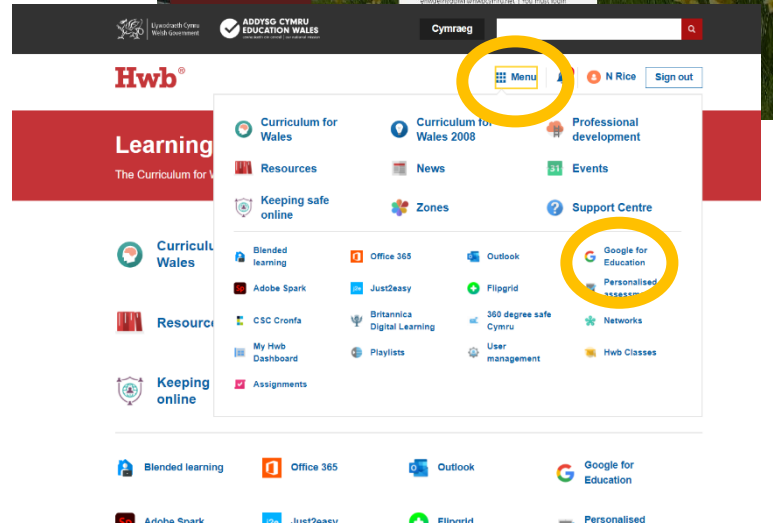 Llywodraeth Cymru
Welsh Government
ADDYSG CYMRU
EDUCATION WALES
Cymraeg
Hwb®
Menu
N Rice
Sign out
Learning
The Curriculum for
Curriculum for
Wales
Curriculum for
Wales 2008
Professional
development
Resources
News
Events
Keeping safe
online
Zones
Support Centre
Blended
learning
Office 365
Outlook
Google for
Education
Adobe Spark
Just2easy
Flipgrid
Personalised
assessm
CSC Cronfa
Britannica
Digital Learning
360 degree safe
Cymru
Networks
My Hwb
Dashboard
Playlists
User
management
Hwb Classes
Assignments
Curricul
Wales
Resourc
Keeping
online
Blended learning
Office 365
Outlook
Google for
Education
Adobe Spark
Just2easy
Flipgrid
Personalised